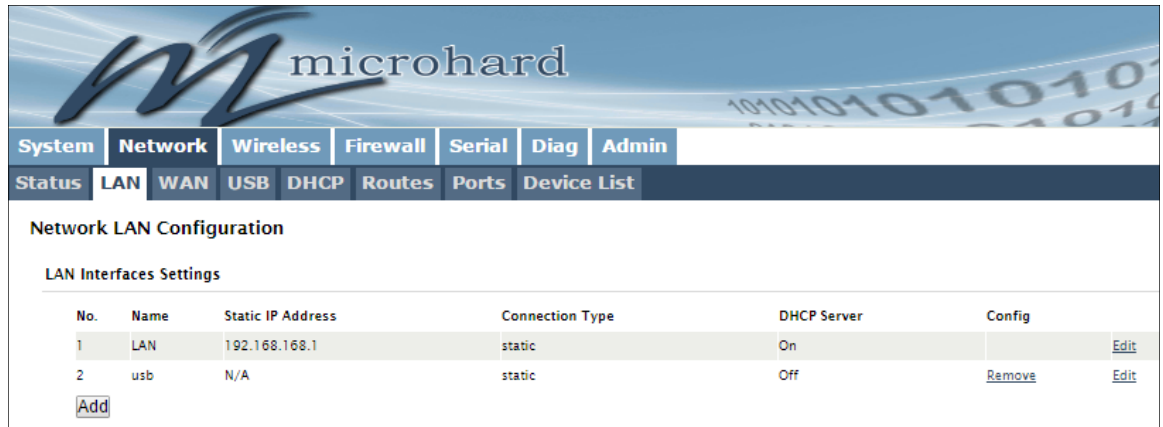 microhard
101010101010
System Network Wireless Firewall Serial Diag Admin
Status LAN WAN USB DHCP Routes Ports Device List
Network LAN Configuration
LAN Interfaces Settings
No. Name Static IP Address Connection Type DHCP Server Config
1 LAN 192.168.168.1 static On Edit
2 usb N/A static Off Remove Edit
Add